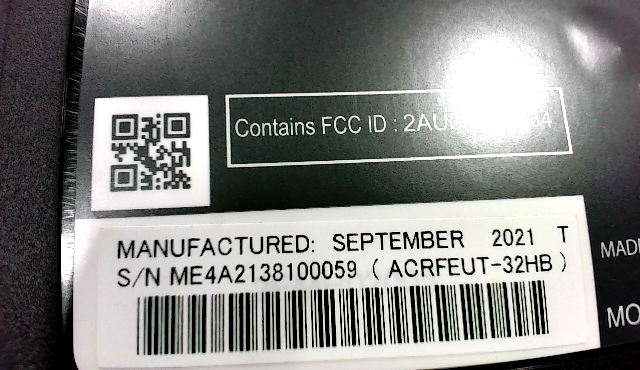 Contains FCC ID :
MANUFACTURED: SEPTEMBER 2021 T
S/N ME4A2138100059 ( ACRFEUT-32HB )